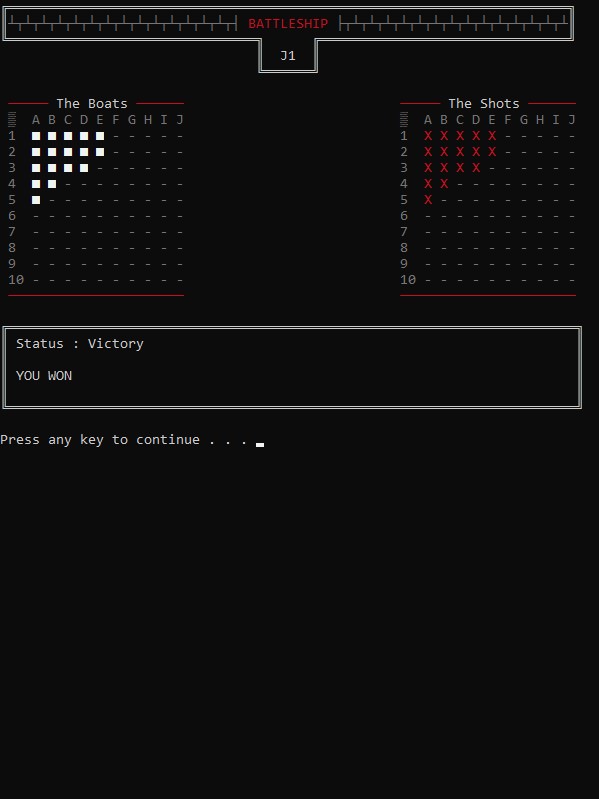 BATTLESHIP
J1
The Boats The Shots
A B C D E F G H I J A B C D E F G H I J
1 ■ ■ ■ ■ ■ - - - - - 1 X X X X X - - - - -
2 ■ ■ ■ ■ ■ - - - - - 2 X X X X X - - - - -
3 ■ ■ ■ ■ - - - - - - 3 X X X X - - - - - -
4 ■ ■ - - - - - - - - 4 X X - - - - - - - -
5 ■ - - - - - - - - - 5 X - - - - - - - - -
6 - - - - - - - - - - 6 - - - - - - - - - -
7 - - - - - - - - - - 7 - - - - - - - - - -
8 - - - - - - - - - - 8 - - - - - - - - - -
9 - - - - - - - - - - 9 - - - - - - - - - -
10 - - - - - - - - - - 10 - - - - - - - - - -
Status : Victory
YOU WON
Press any key to continue . . .